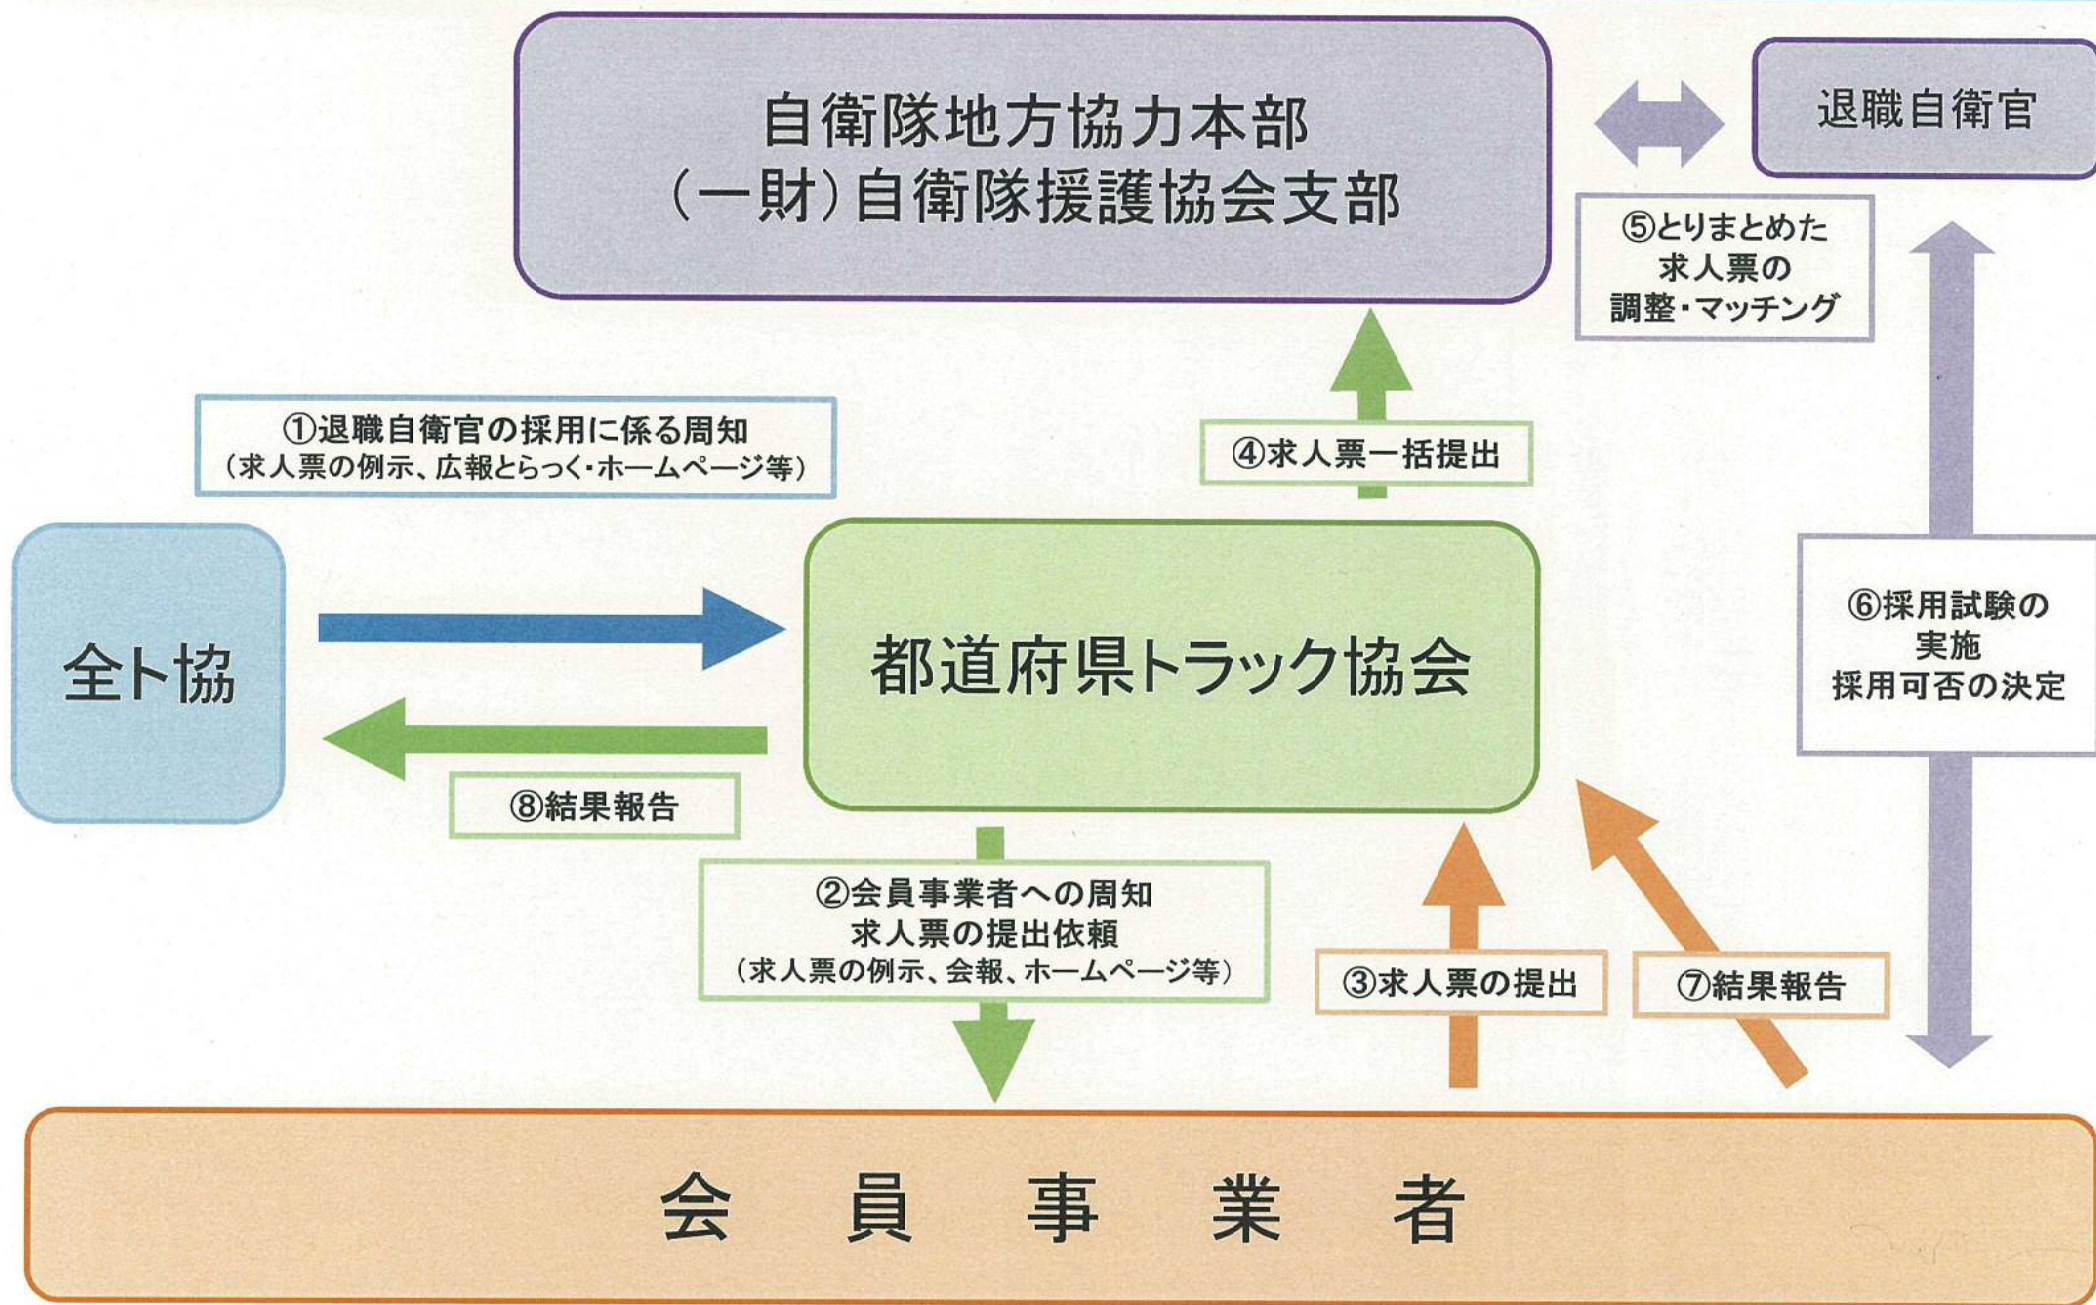 自衛隊地方協力本部
（一財）自衛隊援護協会支部
退職自衛官
⑤とりまとめた
求人票の
調整・マッチング
①退職自衛官の採用に係る周知
（求人票の例示、広報とらっく・ホームページ等）
④求人票一括提出
全ト協
都道府県トラック協会
⑥採用試験の
実施
採用可否の決定
⑧結果報告
②会員事業者への周知
求人票の提出依頼
（求人票の例示、会報、ホームページ等）
③求人票の提出
⑦結果報告
会員事業者